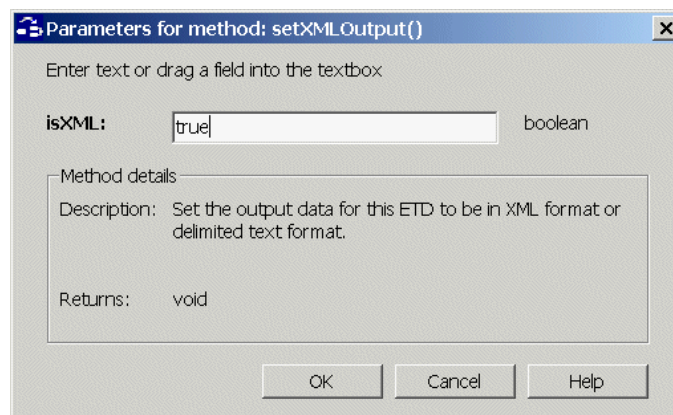 Parameters for method: setXMLOutput()
Enter text or drag a field into the textbox
isXML: true boolean
Method details
Description: Set the output data for this ETD to be in XML format or
delimited text format.
Returns: void
OK Cancel Help